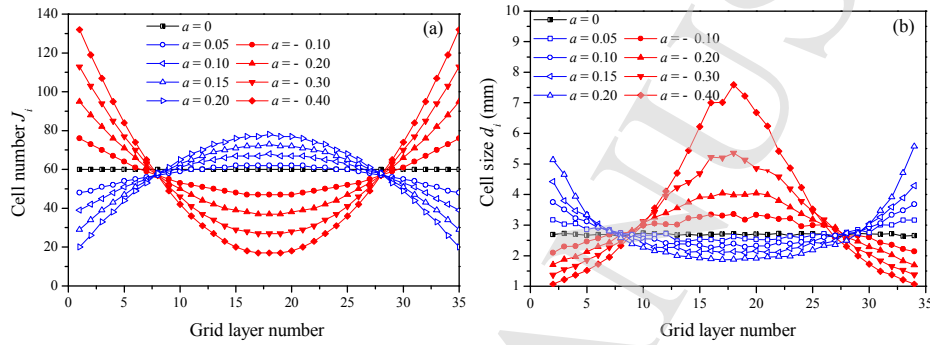 140
120
100
80
60
40
20
0
0 5 10 15 20 25 30 35
Cell number J_i
Grid layer number
(a)
a = 0
a = 0.05 a = - 0.10
a = 0.10 a = - 0.20
a = 0.15 a = - 0.30
a = 0.20 a = - 0.40
10
9
8
7
6
5
4
3
2
1
0 5 10 15 20 25 30 35
Cell size d_i (mm)
Grid layer number
(b)
a = 0
a = 0.05 a = - 0.10
a = 0.10 a = - 0.20
a = 0.15 a = - 0.30
a = 0.20 a = - 0.40